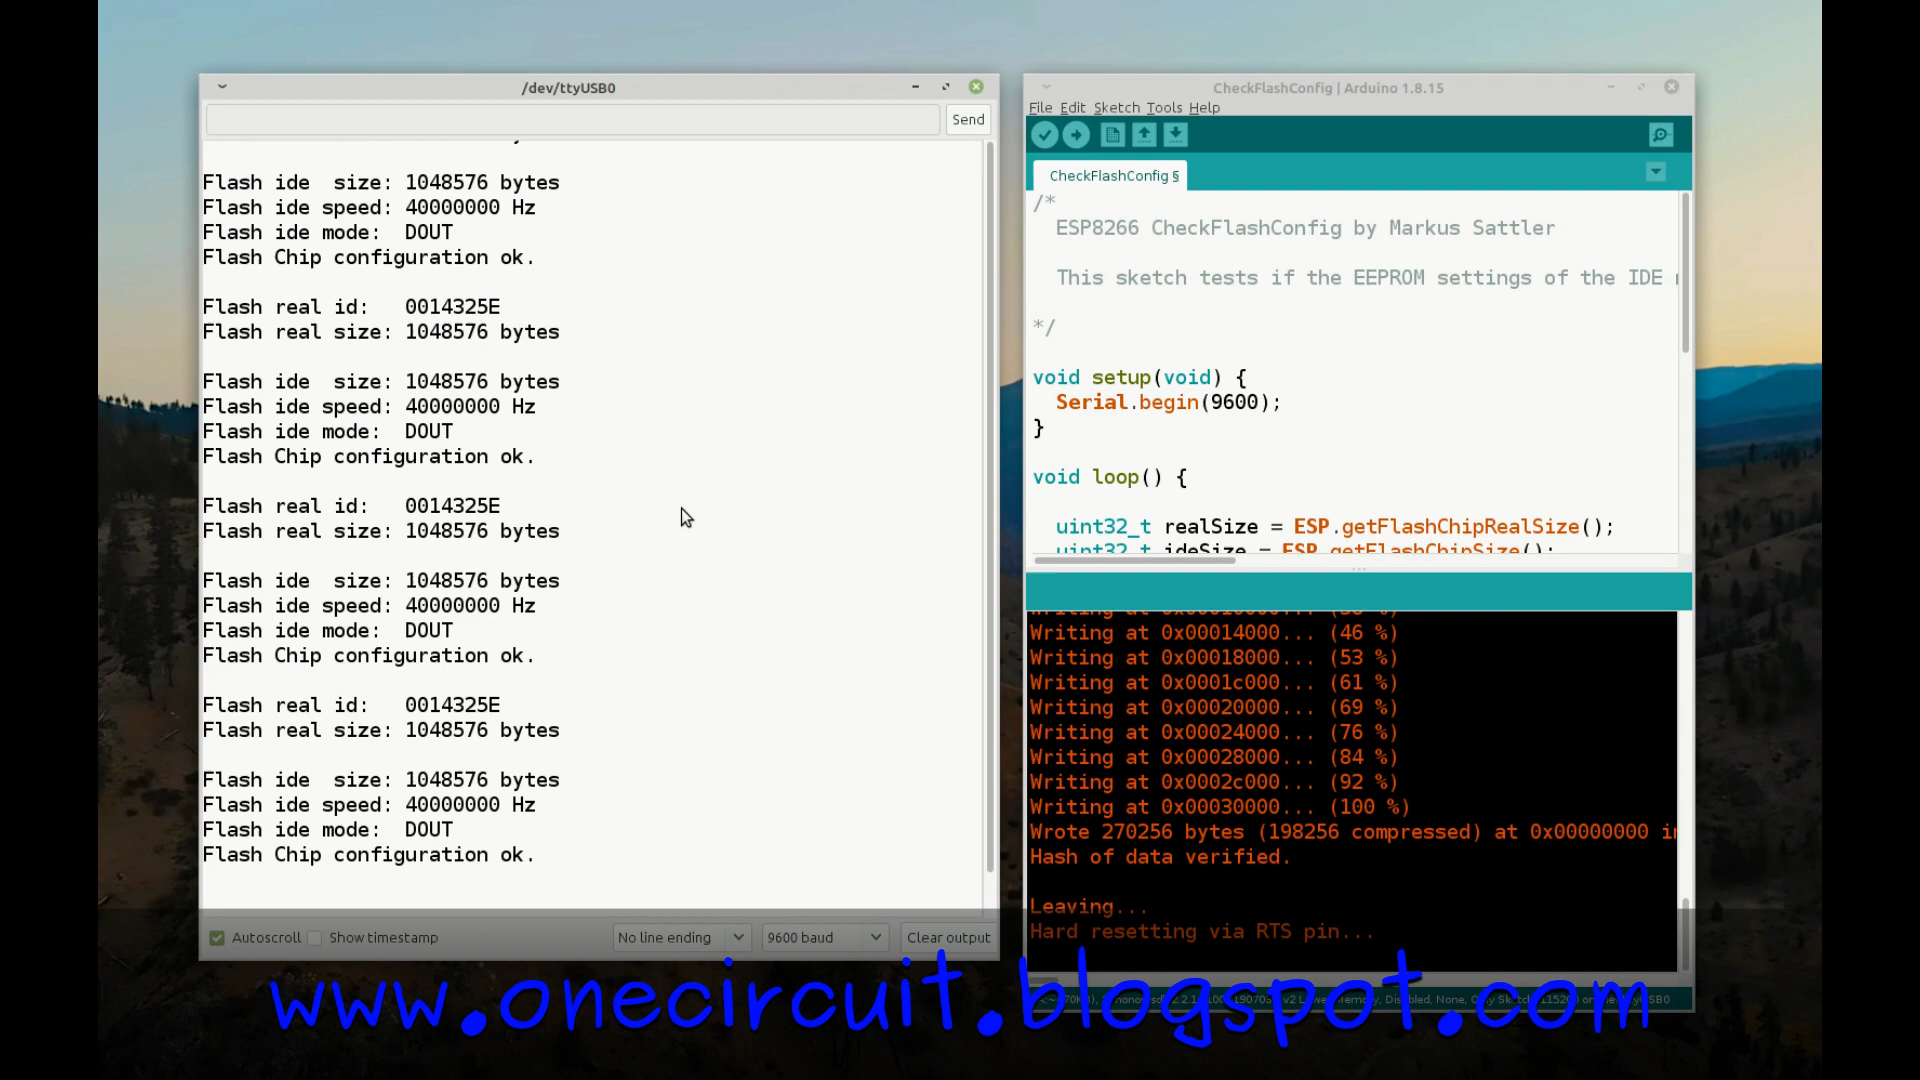 /dev/ttyUSB0
Send
Flash ide  size: 1048576 bytes
Flash ide speed: 40000000 Hz
Flash ide mode:  DOUT
Flash Chip configuration ok.
Flash real id:   0014325E
Flash real size: 1048576 bytes
Flash ide  size: 1048576 bytes
Flash ide speed: 40000000 Hz
Flash ide mode:  DOUT
Flash Chip configuration ok.
Flash real id:   0014325E
Flash real size: 1048576 bytes
Flash ide  size: 1048576 bytes
Flash ide speed: 40000000 Hz
Flash ide mode:  DOUT
Flash Chip configuration ok.
Flash real id:   0014325E
Flash real size: 1048576 bytes
Flash ide  size: 1048576 bytes
Flash ide speed: 40000000 Hz
Flash ide mode:  DOUT
Flash Chip configuration ok.
Autoscroll Show timestamp No line ending 9600 baud Clear output
CheckFlashConfig | Arduino 1.8.15
File Edit Sketch Tools Help
CheckFlashConfig §
/*
ESP8266 CheckFlashConfig by Markus Sattler
This sketch tests if the EEPROM settings of the IDE
*/
void setup(void) {
Serial.begin(9600);
}
void loop() {
uint32_t realSize = ESP.getFlashChipRealSize();
uint32_t ideSize = ESP.getFlashChipSize();
Writing at 0x00014000... (46 %)
Writing at 0x00018000... (53 %)
Writing at 0x0001c000... (61 %)
Writing at 0x00020000... (69 %)
Writing at 0x00024000... (76 %)
Writing at 0x00028000... (84 %)
Writing at 0x0002c000... (92 %)
Writing at 0x00030000... (100 %)
Wrote 270256 bytes (198256 compressed) at 0x00000000
Hash of data verified.
Leaving...
Hard resetting via RTS pin...
www.onecircuit.blogspot.com